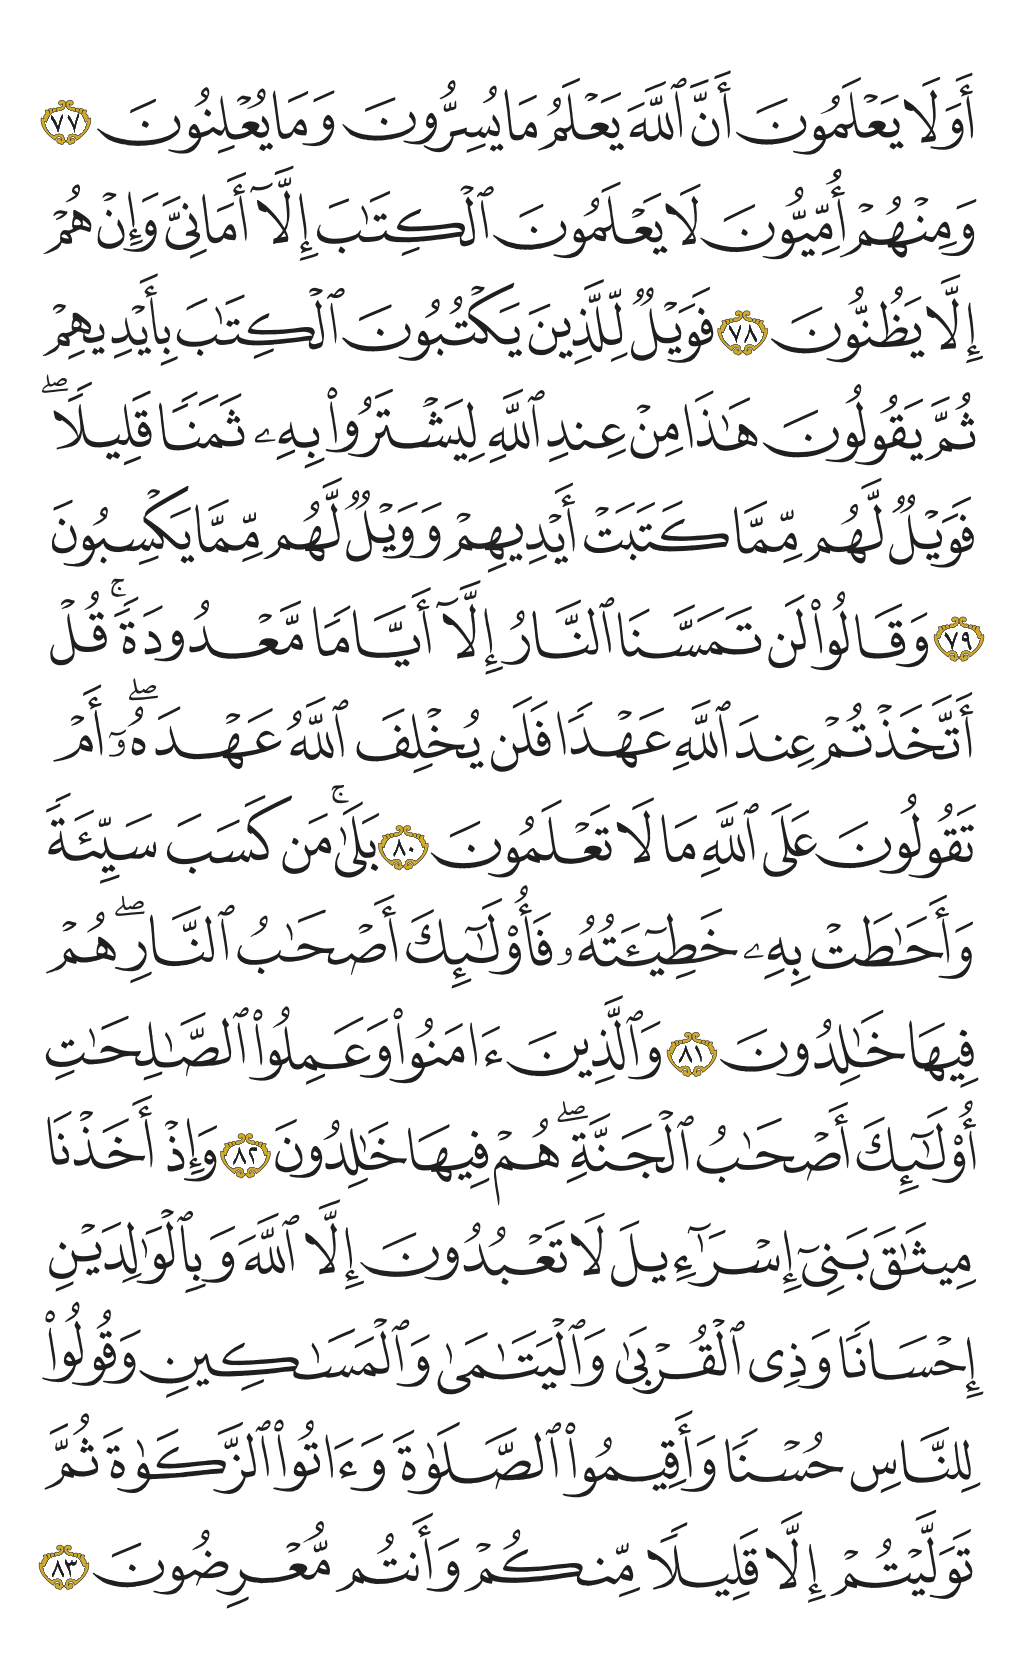 أَوَلَا يَعْلَمُونَ أَنَّ ٱللَّهَ يَعْلَمُ مَا يُسِرُّونَ وَمَا يُعْلِنُونَ ٧٧
وَمِنْهُمْ أُمِّيُّونَ لَا يَعْلَمُونَ ٱلْكِتَٰبَ إِلَّآ أَمَانِىَّ وَإِنْ هُمْ
إِلَّا يَظُنُّونَ ٧٨ فَوَيْلٌ لِّلَّذِينَ يَكْتُبُونَ ٱلْكِتَٰبَ بِأَيْدِيهِمْ
ثُمَّ يَقُولُونَ هَٰذَا مِنْ عِندِ ٱللَّهِ لِيَشْتَرُوا۟ بِهِۦ ثَمَنًا قَلِيلًا ۖ
فَوَيْلٌ لَّهُم مِّمَّا كَتَبَتْ أَيْدِيهِمْ وَوَيْلٌ لَّهُم مِّمَّا يَكْسِبُونَ
٧٩ وَقَالُوا۟ لَن تَمَسَّنَا ٱلنَّارُ إِلَّآ أَيَّامًا مَّعْدُودَةً ۚ قُلْ
أَتَّخَذْتُمْ عِندَ ٱللَّهِ عَهْدًا فَلَن يُخْلِفَ ٱللَّهُ عَهْدَهُۥٓ ۖ أَمْ
تَقُولُونَ عَلَى ٱللَّهِ مَا لَا تَعْلَمُونَ ٨٠ بَلَىٰ ۚ مَن كَسَبَ سَيِّئَةً
وَأَحَٰطَتْ بِهِۦ خَطِيٓـَٔتُهُۥ فَأُو۟لَٰٓئِكَ أَصْحَٰبُ ٱلنَّارِ ۖ هُمْ
فِيهَا خَٰلِدُونَ ٨١ وَٱلَّذِينَ ءَامَنُوا۟ وَعَمِلُوا۟ ٱلصَّٰلِحَٰتِ
أُو۟لَٰٓئِكَ أَصْحَٰبُ ٱلْجَنَّةِ ۖ هُمْ فِيهَا خَٰلِدُونَ ٨٢ وَإِذْ أَخَذْنَا
مِيثَٰقَ بَنِىٓ إِسْرَٰٓءِيلَ لَا تَعْبُدُونَ إِلَّا ٱللَّهَ وَبِٱلْوَٰلِدَيْنِ
إِحْسَانًا وَذِى ٱلْقُرْبَىٰ وَٱلْيَتَٰمَىٰ وَٱلْمَسَٰكِينِ وَقُولُوا۟
لِلنَّاسِ حُسْنًا وَأَقِيمُوا۟ ٱلصَّلَوٰةَ وَءَاتُوا۟ ٱلزَّكَوٰةَ ثُمَّ
تَوَلَّيْتُمْ إِلَّا قَلِيلًا مِّنكُمْ وَأَنتُم مُّعْرِضُونَ ٨٣